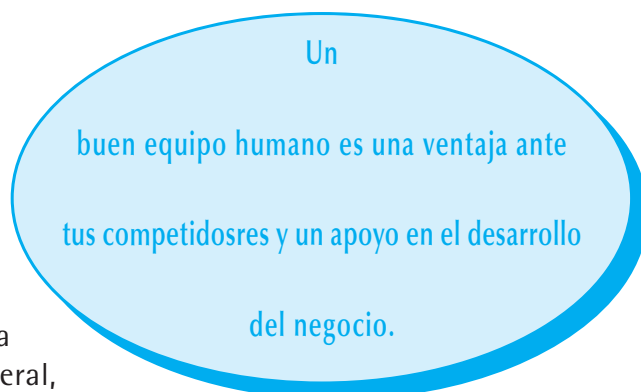 Un
buen equipo humano es una ventaja ante
tus competidosres y un apoyo en el desarrollo
del negocio.
a
eral,